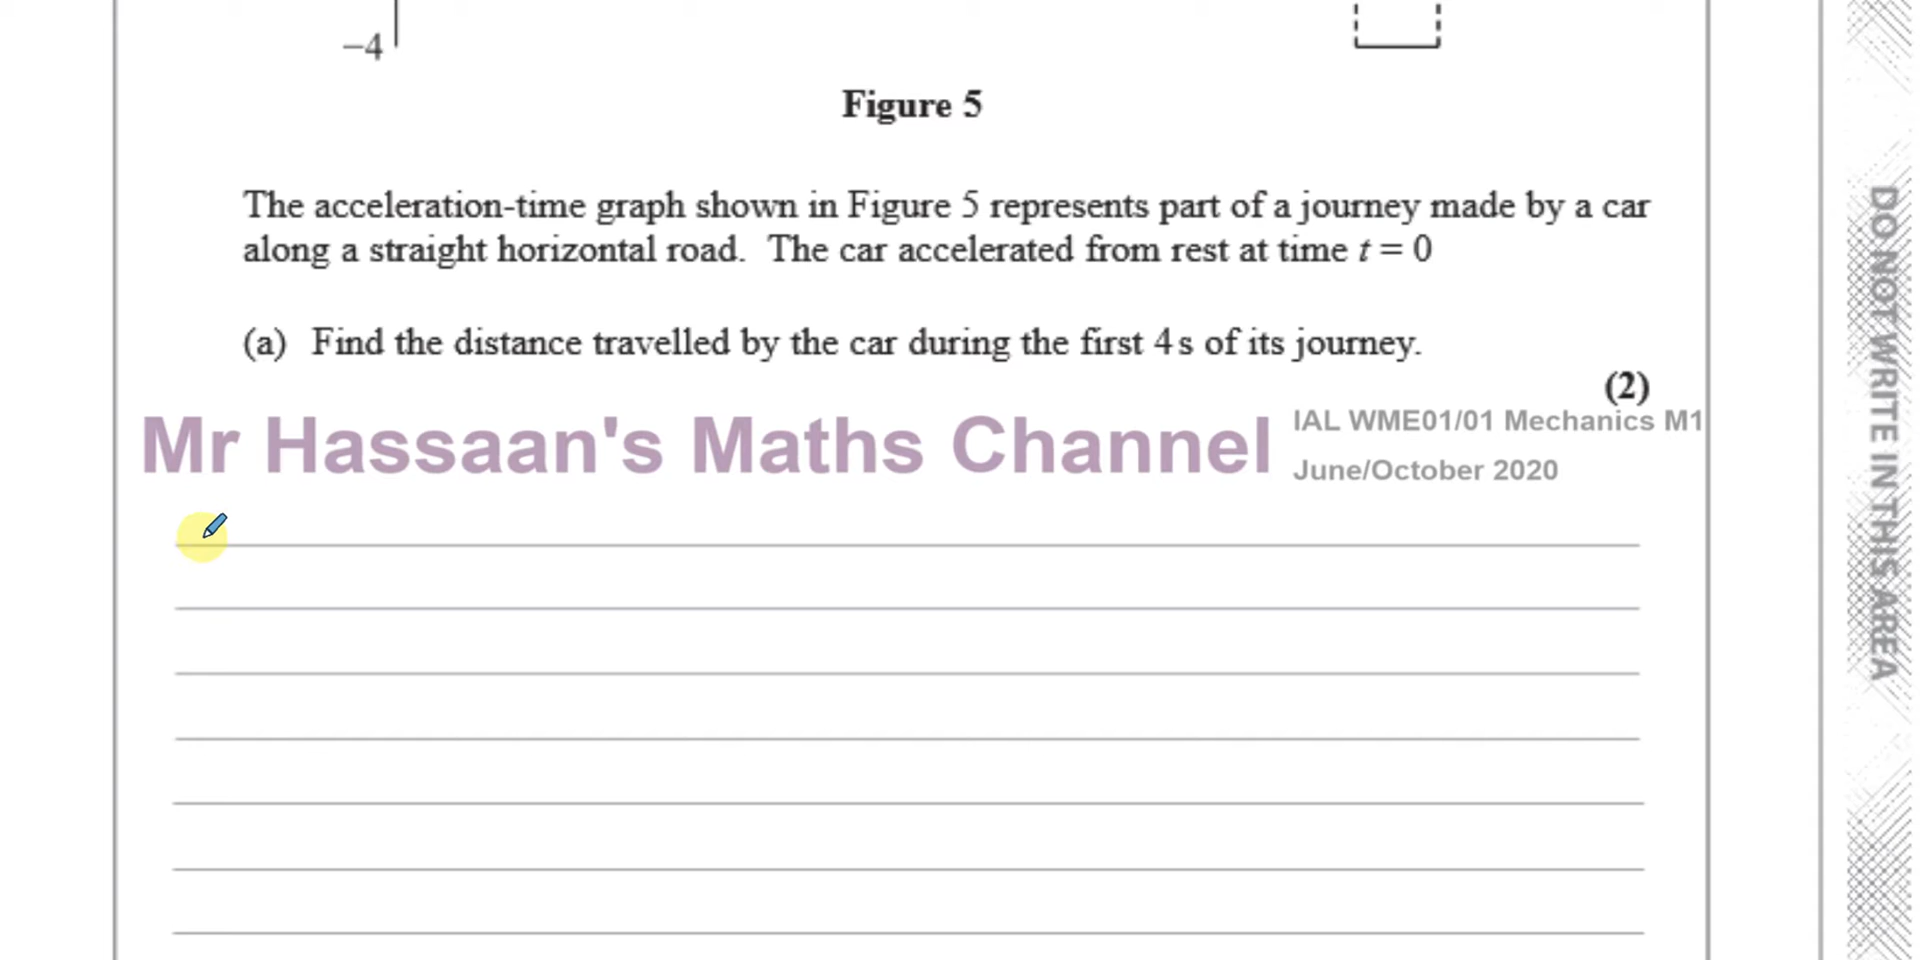 −4
Figure 5
The acceleration-time graph shown in Figure 5 represents part of a journey made by a car
along a straight horizontal road. The car accelerated from rest at time t = 0
(a) Find the distance travelled by the car during the first 4 s of its journey.
(2)
Mr Hassaan's Maths Channel
IAL WME01/01 Mechanics M1
June/October 2020
DO NOT WRITE IN THIS AREA